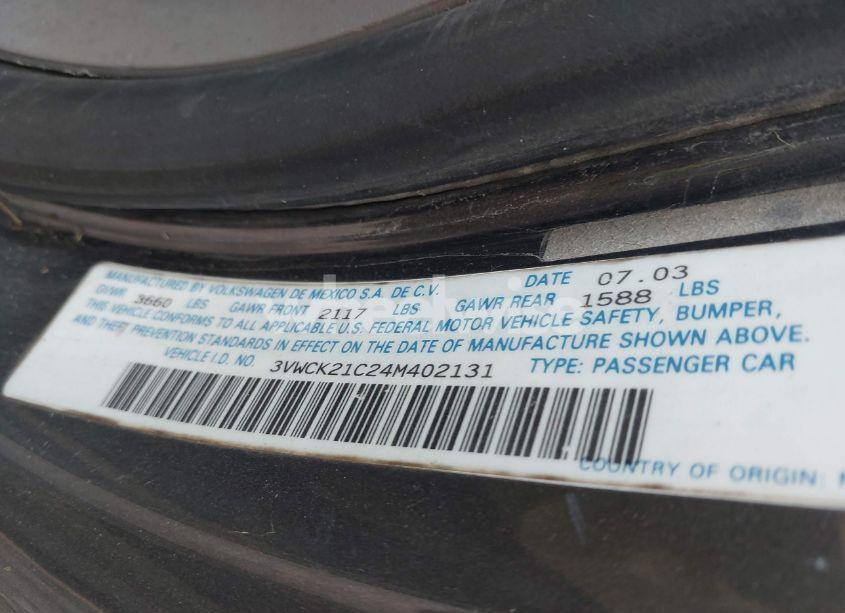 MANUFACTURED BY VOLKSWAGEN DE MEXICO S.A. DE C.V. DATE 07.03
GVWR 3660 LBS GAWR FRONT 2117 LBS GAWR REAR 1588 LBS
THIS VEHICLE CONFORMS TO ALL APPLICABLE U.S. FEDERAL MOTOR VEHICLE SAFETY, BUMPER,
AND THEFT PREVENTION STANDARDS IN EFFECT ON THE DATE OF MANUFACTURE SHOWN ABOVE.
VEHICLE I.D. NO. 3VWCK21C24M402131 TYPE: PASSENGER CAR
COUNTRY OF ORIGIN: